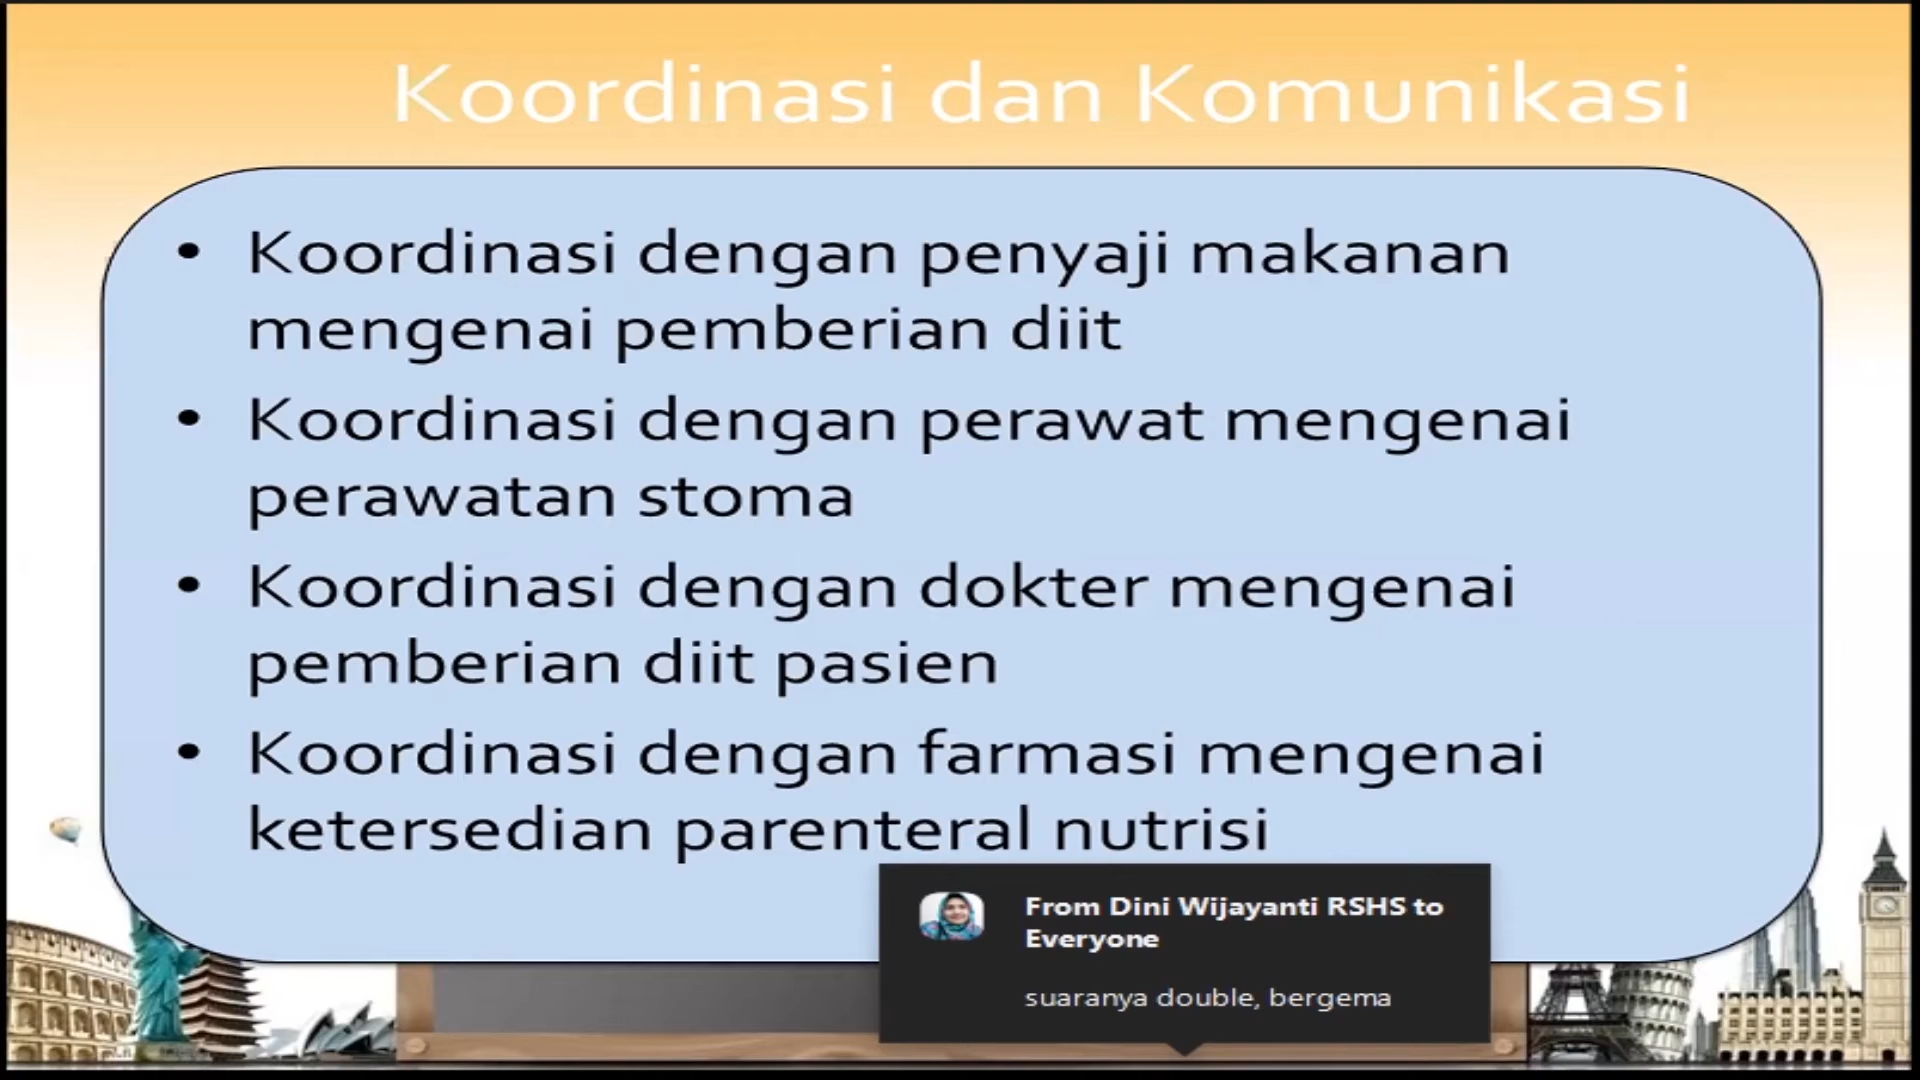 Koordinasi dan Komunikasi
• Koordinasi dengan penyaji makanan
mengenai pemberian diit
• Koordinasi dengan perawat mengenai
perawatan stoma
• Koordinasi dengan dokter mengenai
pemberian diit pasien
• Koordinasi dengan farmasi mengenai
ketersedian parenteral nutrisi
From Dini Wijayanti RSHS to
Everyone
suaranya double, bergema